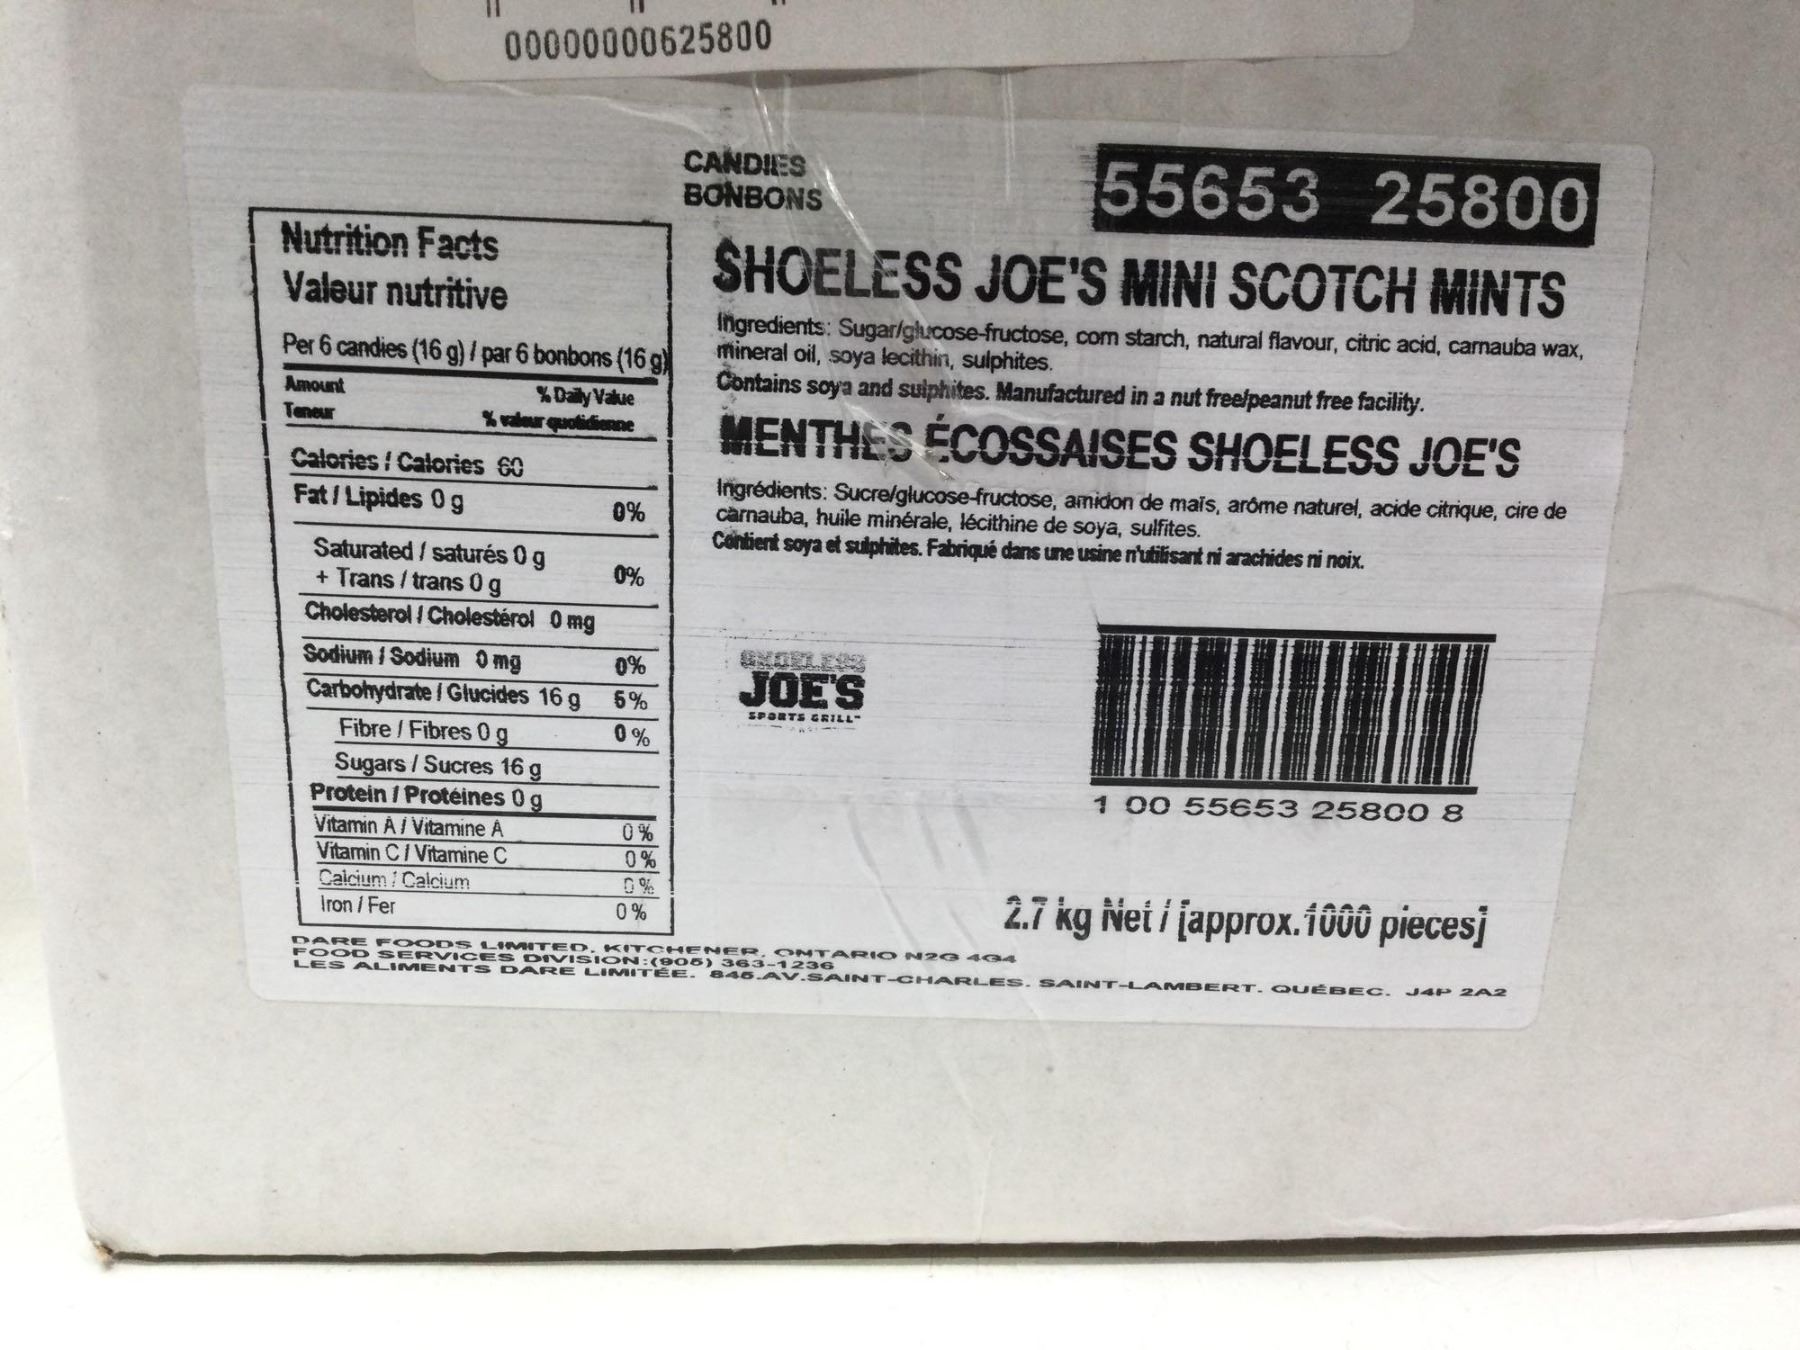 00000000625800
CANDIES
BONBONS
55653 25800
Nutrition Facts
Valeur nutritive
Per 6 candies (16 g) / par 6 bonbons (16 g)
Amount % Daily Value
Teneur % valeur quotidienne
Calories / Calories 60
Fat / Lipides 0 g 0%
Saturated / saturés 0 g
+ Trans / trans 0 g 0%
Cholesterol / Cholestérol 0 mg
Sodium / Sodium 0 mg 0%
Carbohydrate / Glucides 16 g 5%
Fibre / Fibres 0 g 0 %
Sugars / Sucres 16 g
Protein / Protéines 0 g
Vitamin A / Vitamine A 0 %
Vitamin C / Vitamine C 0 %
Calcium / Calcium 0 %
Iron / Fer 0 %
SHOELESS JOE'S MINI SCOTCH MINTS
Ingredients: Sugar/glucose-fructose, corn starch, natural flavour, citric acid, carnauba wax,
mineral oil, soya lecithin, sulphites.
Contains soya and sulphites. Manufactured in a nut free/peanut free facility.
MENTHES ÉCOSSAISES SHOELESS JOE'S
Ingrédients: Sucre/glucose-fructose, amidon de maïs, arôme naturel, acide citrique, cire de
carnauba, huile minérale, lécithine de soya, sulfites.
Contient soya et sulphites. Fabriqué dans une usine n'utilisant ni arachides ni noix.
SHOELESS
JOE'S
SPORTS GRILL™
1 00 55653 25800 8
2.7 kg Net / [approx. 1000 pieces]
DARE FOODS LIMITED. KITCHENER, ONTARIO N2G 4G4
FOOD SERVICES DIVISION:(905) 363-1236
LES ALIMENTS DARE LIMITÉE. 845.AV.SAINT-CHARLES. SAINT-LAMBERT. QUÉBEC. J4P 2A2